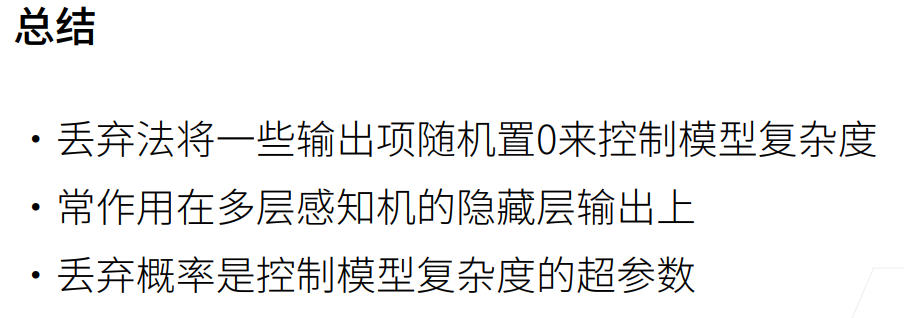 总结
• 丢弃法将一些输出项随机置0来控制模型复杂度
• 常作用在多层感知机的隐藏层输出上
• 丢弃概率是控制模型复杂度的超参数